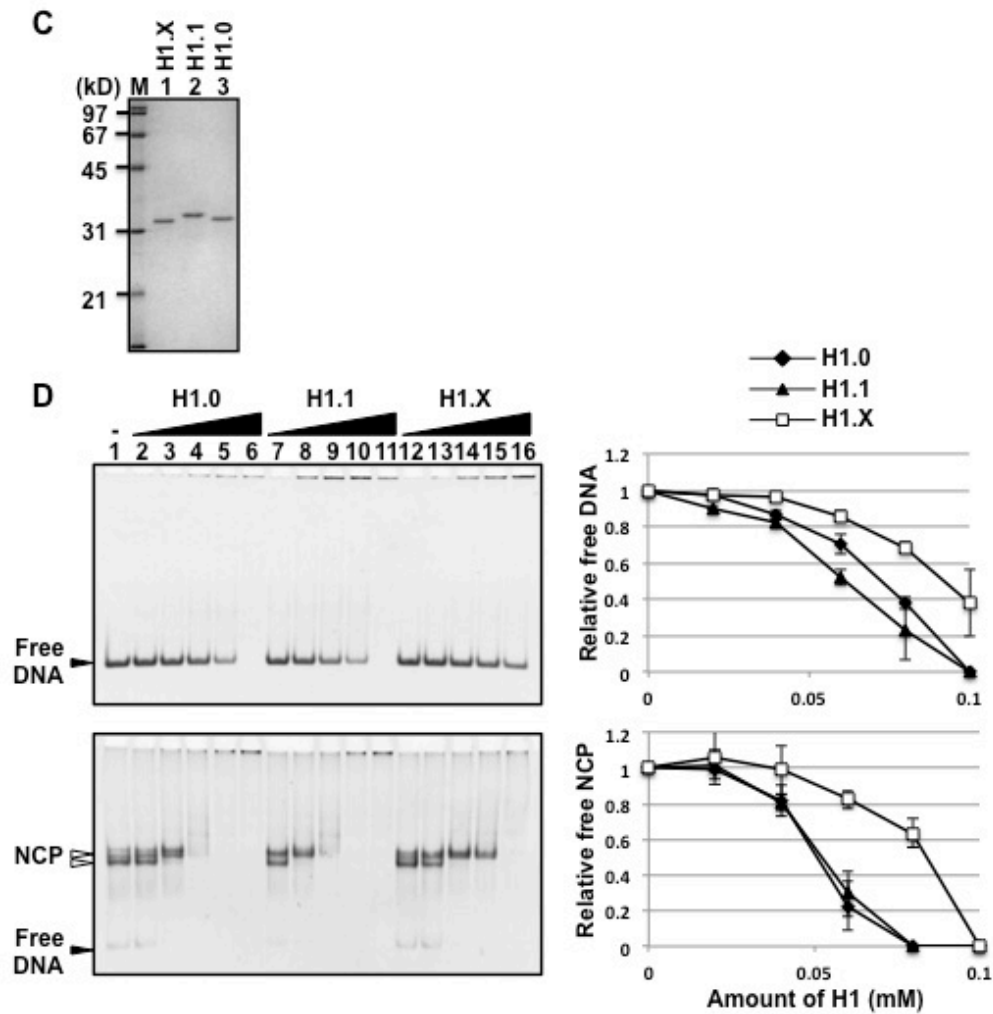 C
H1.X
H1.1
H1.0
(kD) M 1 2 3
97
67
45
31
21
D
H1.0 H1.1 H1.X
- 
1 2 3 4 5 6 7 8 9 10 11 12 13 14 15 16
Free
DNA
NCP
Free
DNA
H1.0
H1.1
H1.X
Relative free DNA
1.2
1
0.8
0.6
0.4
0.2
0
0 0.05 0.1
Relative free NCP
1.2
1
0.8
0.6
0.4
0.2
0
0 0.05 0.1
Amount of H1 (mM)